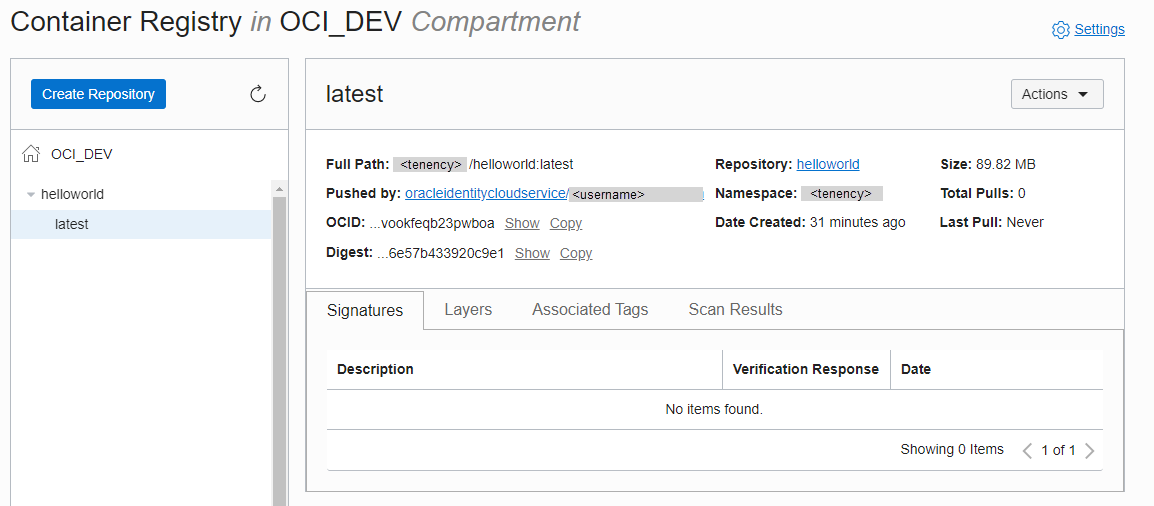 Container Registry in OCI_DEV Compartment
Settings
Create Repository
OCI_DEV
helloworld
latest
latest
Actions
Full Path: <tenency> /helloworld:latest
Pushed by: oracleidentitycloudservice/<username>
OCID: ...vookfeqb23pwboa Show Copy
Digest: ...6e57b433920c9e1 Show Copy
Repository: helloworld
Namespace: <tenency>
Date Created: 31 minutes ago
Size: 89.82 MB
Total Pulls: 0
Last Pull: Never
Signatures Layers Associated Tags Scan Results
Description Verification Response Date
No items found.
Showing 0 Items 1 of 1